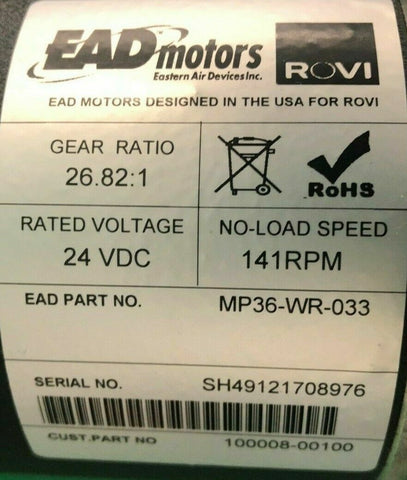 EAD motors
Eastern Air Devices Inc.
ROVI
EAD MOTORS DESIGNED IN THE USA FOR ROVI
GEAR RATIO
26.82:1
RoHS
RATED VOLTAGE
24 VDC
NO-LOAD SPEED
141RPM
EAD PART NO. MP36-WR-033
SERIAL NO. SH49121708976
CUST.PART NO 100008-00100